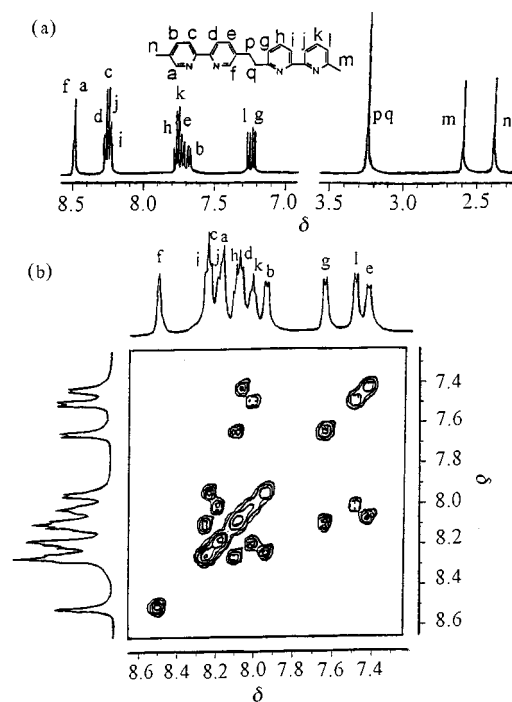 (a)
b c d e p h j k
n g i l
a f q N N m
N N
f a
c
d j
i
k
h e
b
l g
pq
m
n
8.5 8.0 7.5 7.0 3.5 3.0 2.5
δ
(b)
f
i c j a h d k b
g
l e
7.4
7.6
7.8
8.0
8.2
8.4
8.6
δ
8.6 8.4 8.2 8.0 7.8 7.6 7.4
δ